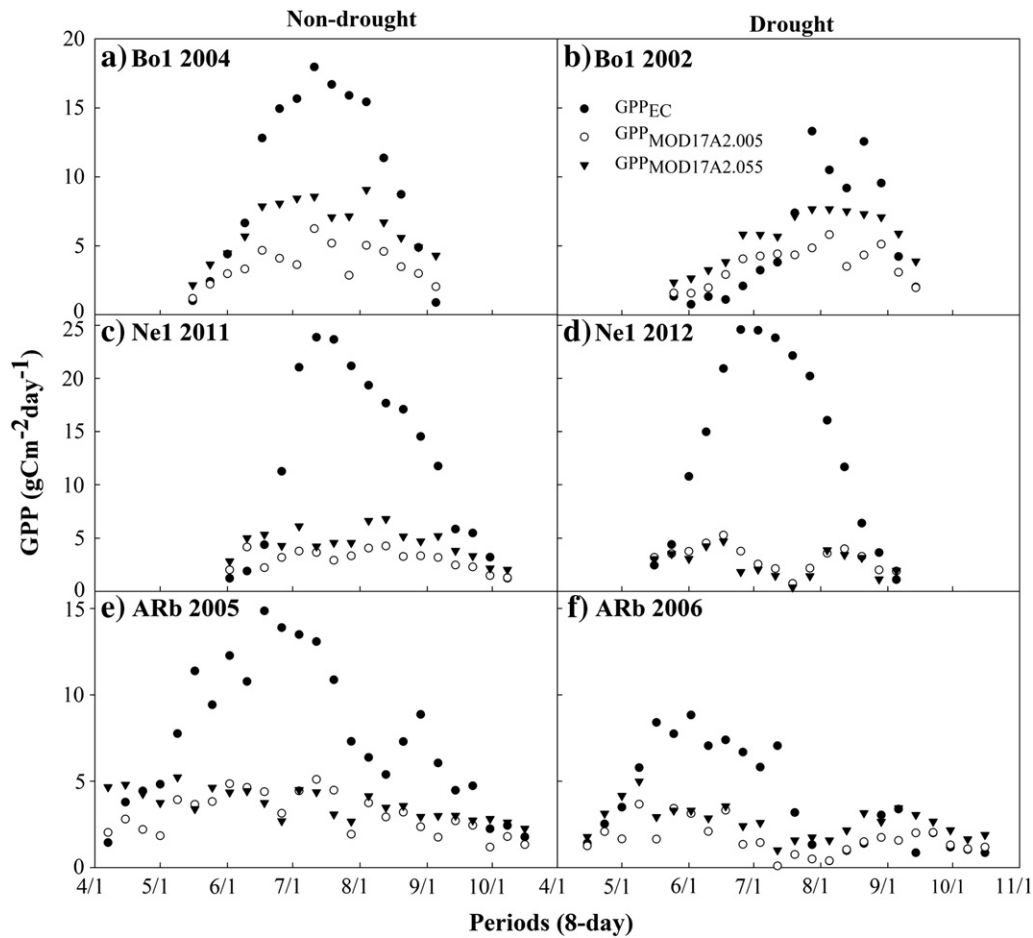 Non-drought
Drought
20
a) Bo1 2004
b) Bo1 2002
15
GPPEC
GPPMOD17A2.005
GPPMOD17A2.055
10
5
0
25
c) Ne1 2011
d) Ne1 2012
20
15
10
5
0
15
e) ARb 2005
f) ARb 2006
10
5
0
GPP (gCm-2day-1)
4/1 5/1 6/1 7/1 8/1 9/1 10/1 4/1 5/1 6/1 7/1 8/1 9/1 10/1 11/1
Periods (8-day)